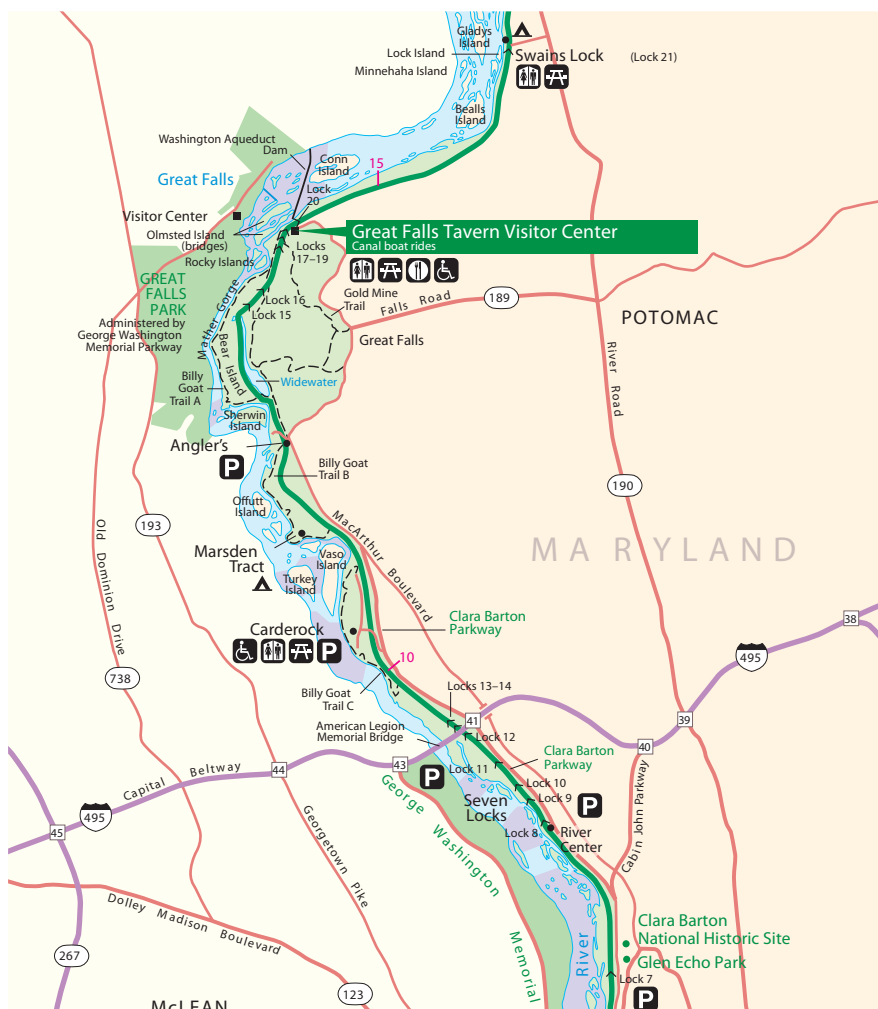 Gladys
Island
Lock Island
Swains Lock
(Lock 21)
Minnehaha Island
Bealls
Island
Washington Aqueduct
Dam
Conn
Island
15
Great Falls
Lock
20
Visitor Center
Olmsted Island
(bridges)
Great Falls Tavern Visitor Center
Canal boat rides
Locks
17–19
Rocky Islands
GREAT
FALLS
PARK
Administered by
George Washington
Memorial Parkway
Mather Gorge
Lock 16
Lock 15
Gold Mine
Trail
Falls Road
189
POTOMAC
Great Falls
River Road
Bear Island
Billy
Goat
Trail A
Widewater
Sherwin
Island
Angler's
P
Billy Goat
Trail B
190
Offutt
Island
193
Old Dominion Drive
MacArthur Boulevard
MARYLAND
Marsden
Tract
Vaso
Island
Turkey
Island
Clara Barton
Parkway
38
Carderock
P
10
495
738
Billy Goat
Trail C
Locks 13–14
39
American Legion
Memorial Bridge
41
Lock 12
40
Clara Barton
Parkway
43
44
Capital Beltway
P
Lock 11
Lock 10
Lock 9
P
Seven
Locks
Lock 8
River
Center
Cabin John Parkway
495
45
George Washington Memorial
Georgetown Pike
Dolley Madison Boulevard
Clara Barton
National Historic Site
Glen Echo Park
River
267
Lock 7
123
P
McLEAN